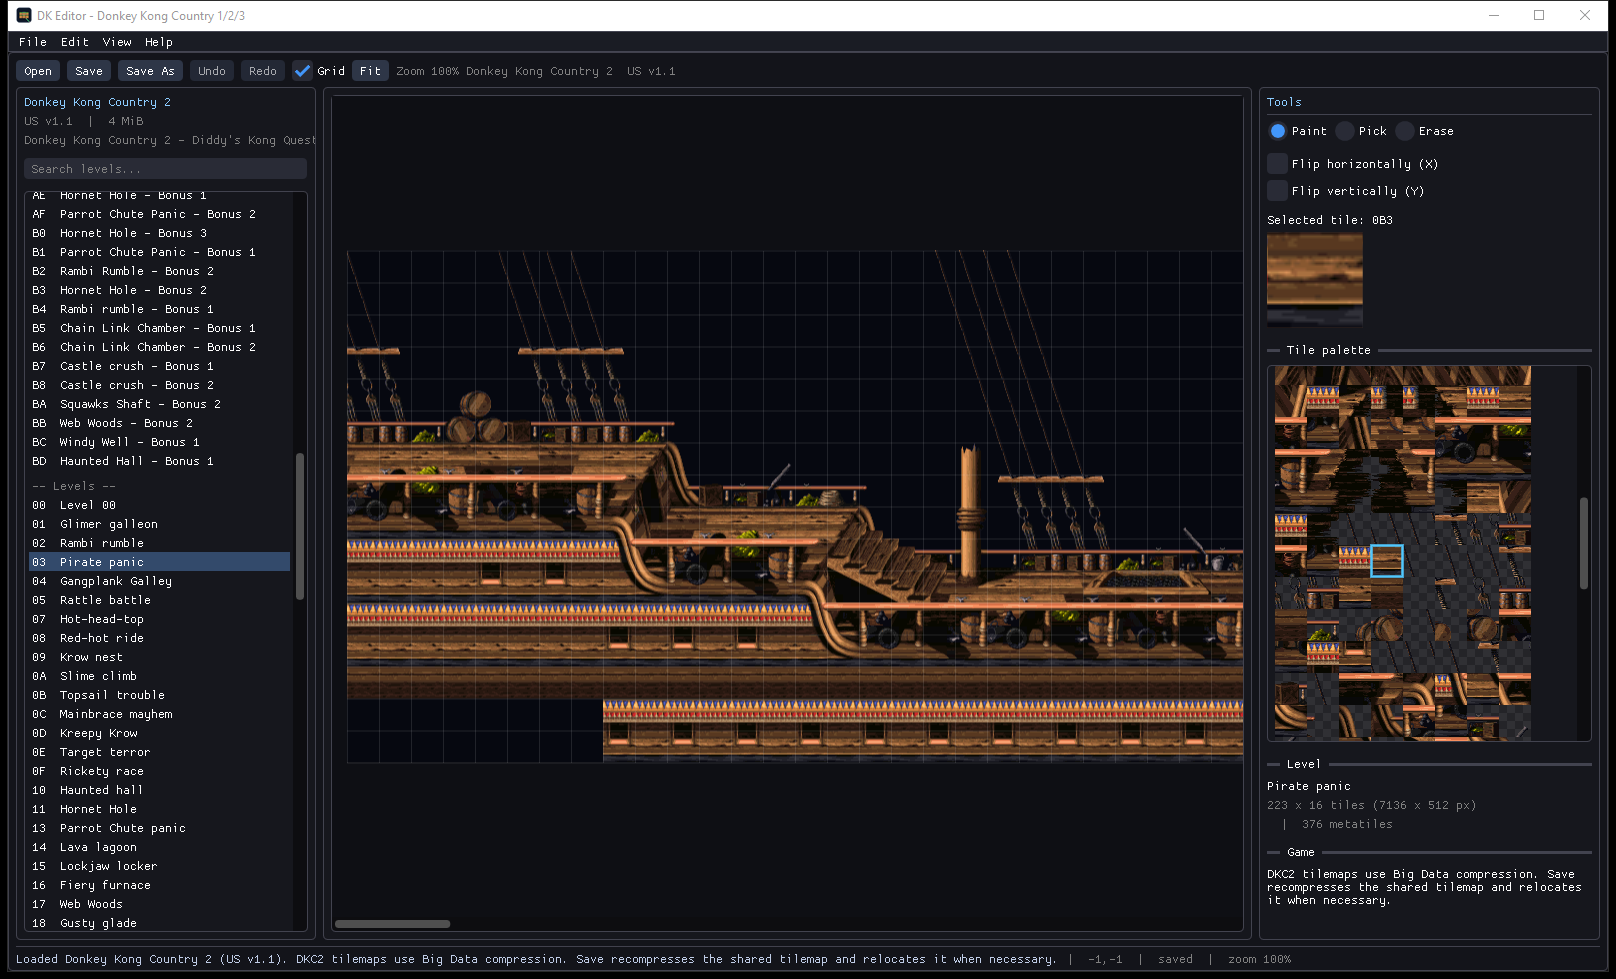 DK Editor - Donkey Kong Country 1/2/3
File Edit View Help
Open Save Save As Undo Redo Grid Fit Zoom 100% Donkey Kong Country 2 US v1.1
Donkey Kong Country 2
US v1.1 | 4 MiB
Donkey Kong Country 2 - Diddy's Kong Quest
Search levels...
AE Hornet Hole - Bonus 1
AF Parrot Chute Panic - Bonus 2
B0 Hornet Hole - Bonus 3
B1 Parrot Chute Panic - Bonus 1
B2 Rambi Rumble - Bonus 2
B3 Hornet Hole - Bonus 2
B4 Rambi rumble - Bonus 1
B5 Chain Link Chamber - Bonus 1
B6 Chain Link Chamber - Bonus 2
B7 Castle crush - Bonus 1
B8 Castle crush - Bonus 2
BA Squawks Shaft - Bonus 2
BB Web Woods - Bonus 2
BC Windy Well - Bonus 1
BD Haunted Hall - Bonus 1
-- Levels --
00 Level 00
01 Glimer galleon
02 Rambi rumble
03 Pirate panic
04 Gangplank Galley
05 Rattle battle
07 Hot-head-top
08 Red-hot ride
09 Krow nest
0A Slime climb
0B Topsail trouble
0C Mainbrace mayhem
0D Kreepy Krow
0E Target terror
0F Rickety race
10 Haunted hall
11 Hornet Hole
13 Parrot Chute panic
14 Lava lagoon
15 Lockjaw locker
16 Fiery furnace
17 Web Woods
18 Gusty glade
Tools
Paint Pick Erase
Flip horizontally (X)
Flip vertically (Y)
Selected tile: 0B3
Tile palette
Level
Pirate panic
223 x 16 tiles (7136 x 512 px)
| 376 metatiles
Game
DKC2 tilemaps use Big Data compression. Save
recompresses the shared tilemap and relocates
it when necessary.
Loaded Donkey Kong Country 2 (US v1.1). DKC2 tilemaps use Big Data compression. Save recompresses the shared tilemap and relocates it when necessary. | -1,-1 | saved | zoom 100%